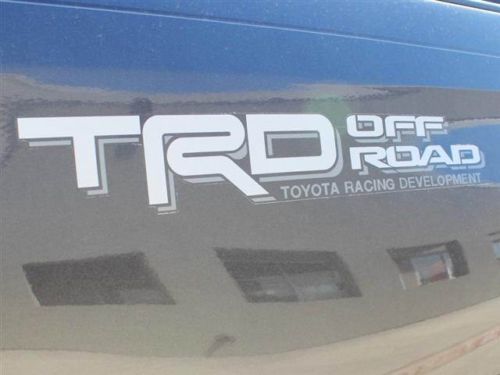 TRD OFF
ROAD
TOYOTA RACING DEVELOPMENT